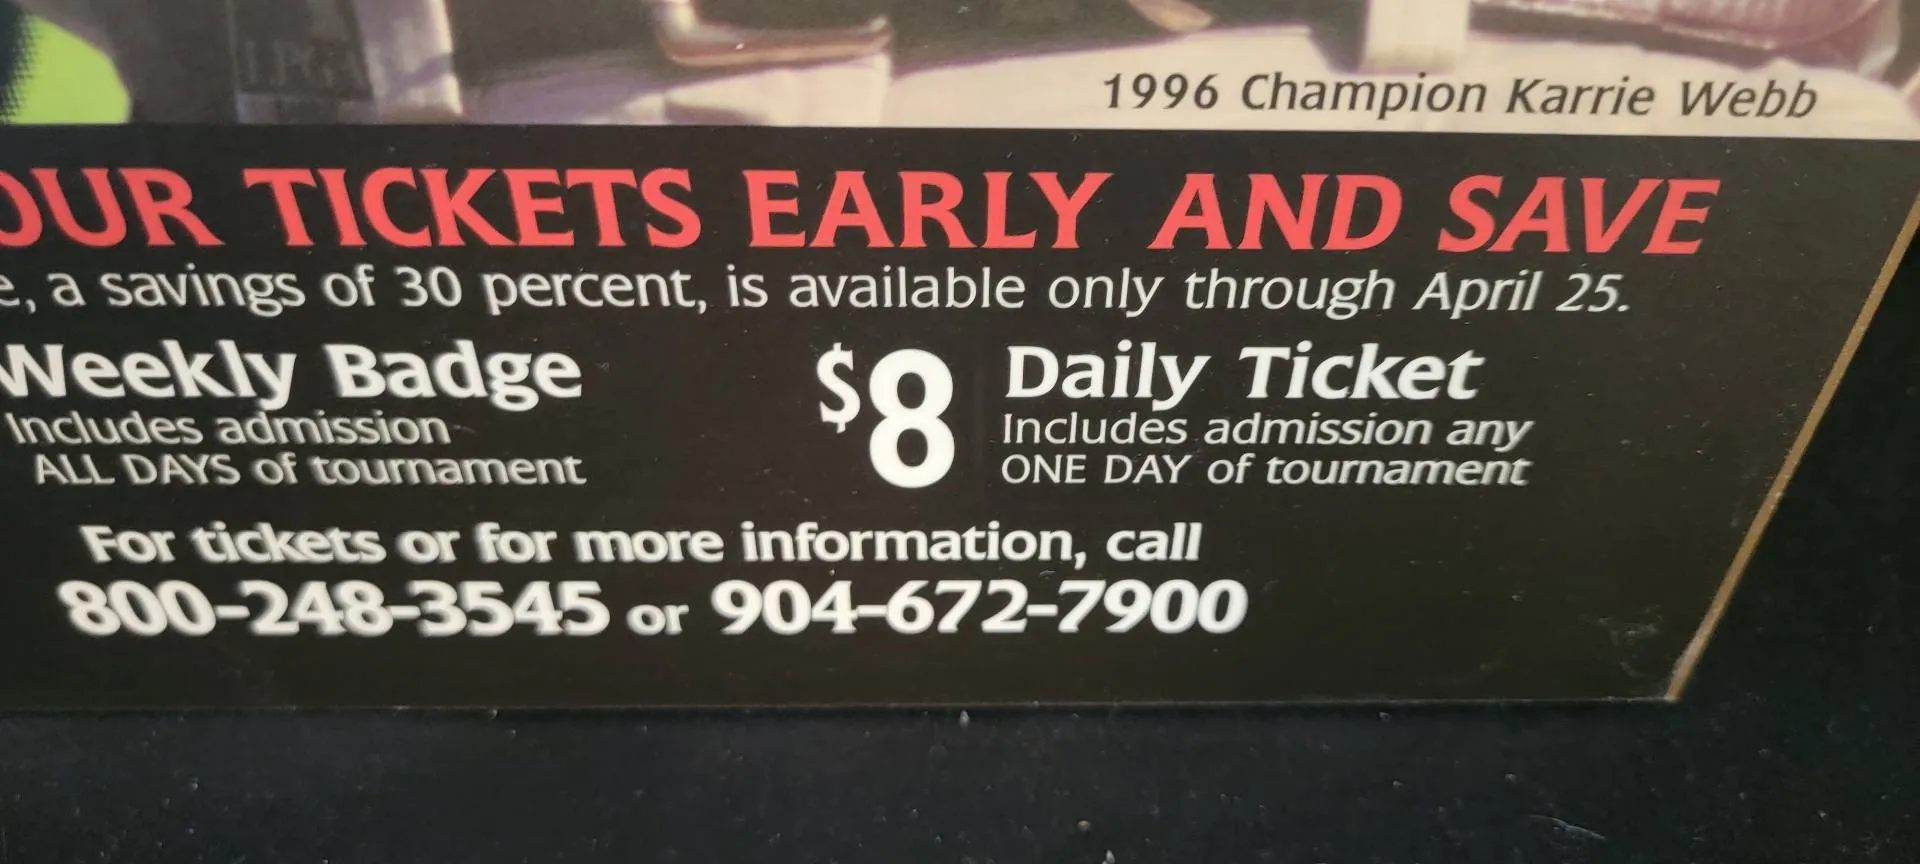 1996 Champion Karrie Webb
OUR TICKETS EARLY AND SAVE
e, a savings of 30 percent, is available only through April 25.
Weekly Badge
Includes admission
ALL DAYS of tournament
$8 Daily Ticket
Includes admission any
ONE DAY of tournament
For tickets or for more information, call
800-248-3545 or 904-672-7900